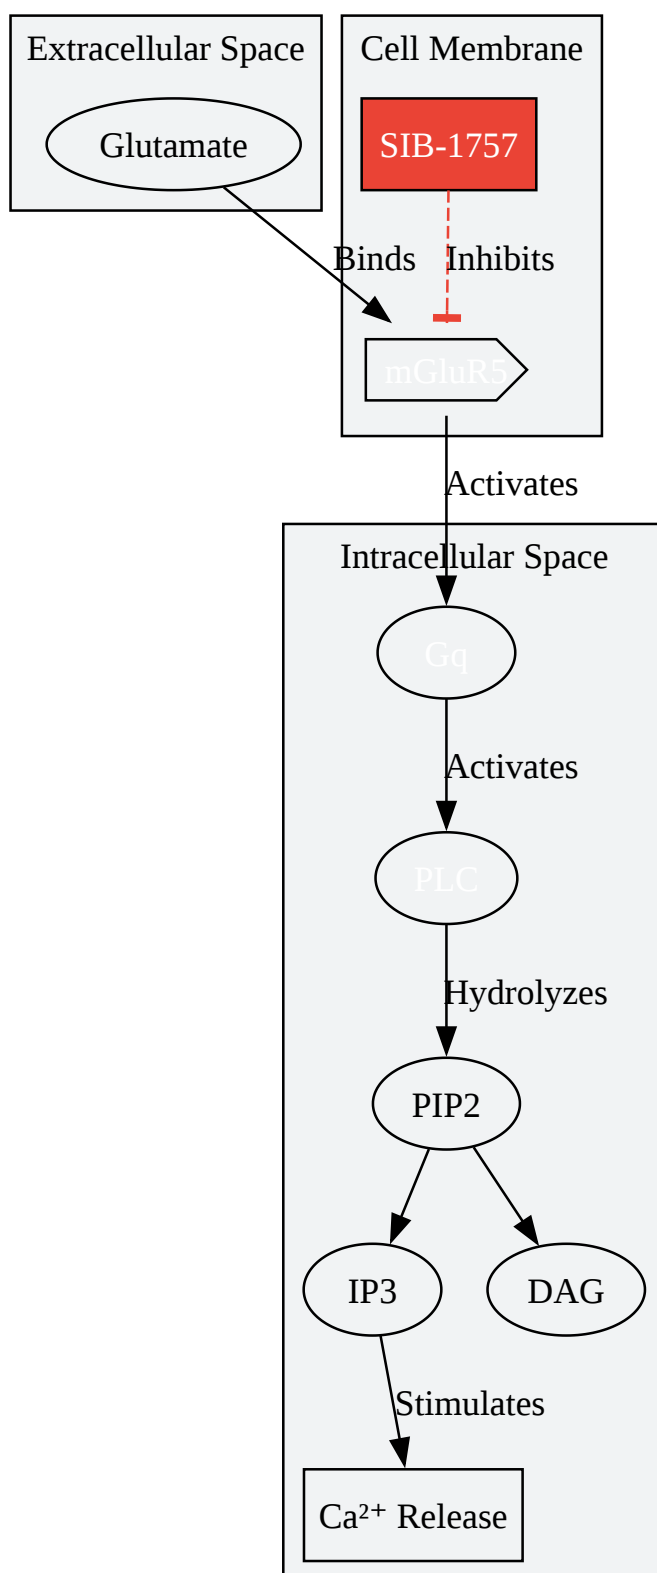 Extracellular Space
Cell Membrane
Glutamate
SIB-1757
Binds
Inhibits
mGluR5
Activates
Intracellular Space
Gq
Activates
PLC
Hydrolyzes
PIP2
IP3
DAG
Stimulates
Ca²⁺ Release